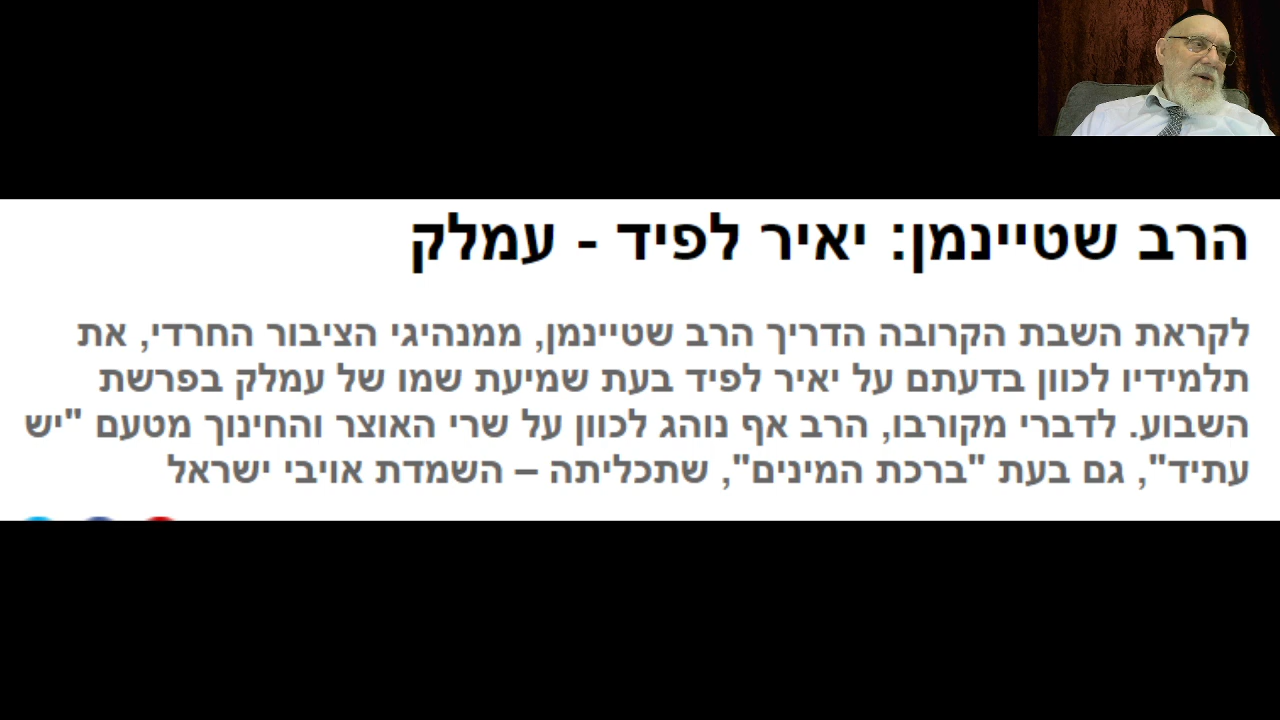 הרב שטיינמן: יאיר לפיד - עמלק
לקראת השבת הקרובה הדריך הרב שטיינמן, ממנהיגי הציבור החרדי, את
תלמידיו לכוון בדעתם על יאיר לפיד בעת שמיעת שמו של עמלק בפרשת
השבוע. לדברי מקורבו, הרב אף נוהג לכוון על שרי האוצר והחינוך מטעם "יש
עתיד", גם בעת "ברכת המינים", שתכליתה – השמדת אויבי ישראל